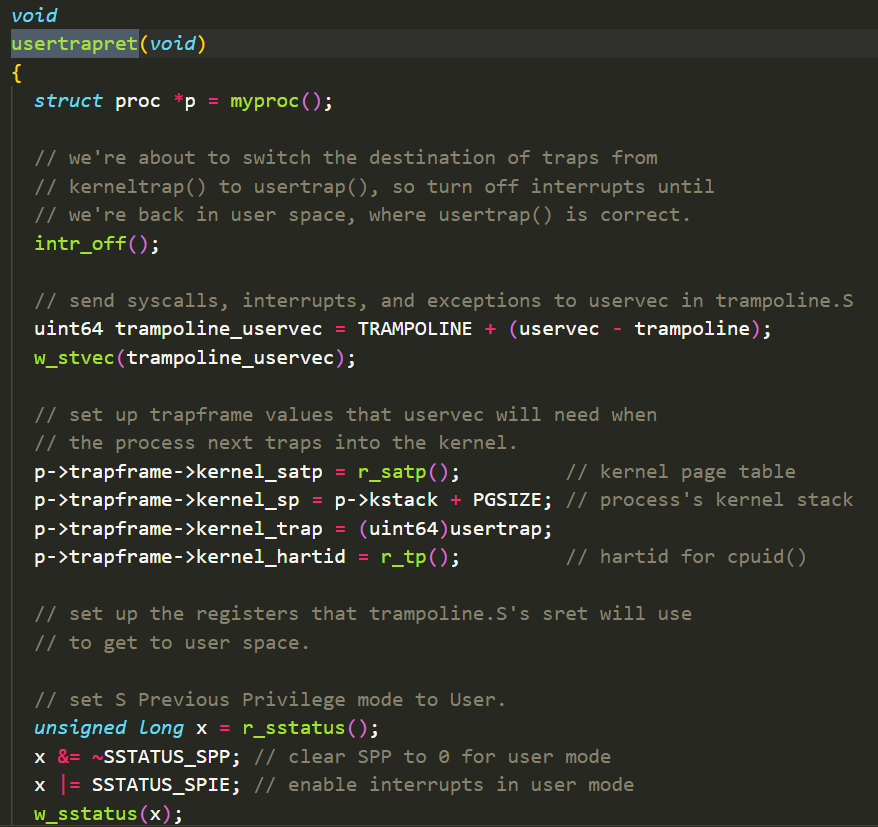 void
usertrapret(void)
{
  struct proc *p = myproc();

  // we're about to switch the destination of traps from
  // kerneltrap() to usertrap(), so turn off interrupts until
  // we're back in user space, where usertrap() is correct.
  intr_off();

  // send syscalls, interrupts, and exceptions to uservec in trampoline.S
  uint64 trampoline_uservec = TRAMPOLINE + (uservec - trampoline);
  w_stvec(trampoline_uservec);

  // set up trapframe values that uservec will need when
  // the process next traps into the kernel.
  p->trapframe->kernel_satp = r_satp();         // kernel page table
  p->trapframe->kernel_sp = p->kstack + PGSIZE; // process's kernel stack
  p->trapframe->kernel_trap = (uint64)usertrap;
  p->trapframe->kernel_hartid = r_tp();         // hartid for cpuid()

  // set up the registers that trampoline.S's sret will use
  // to get to user space.

  // set S Previous Privilege mode to User.
  unsigned long x = r_sstatus();
  x &= ~SSTATUS_SPP; // clear SPP to 0 for user mode
  x |= SSTATUS_SPIE; // enable interrupts in user mode
  w_sstatus(x);